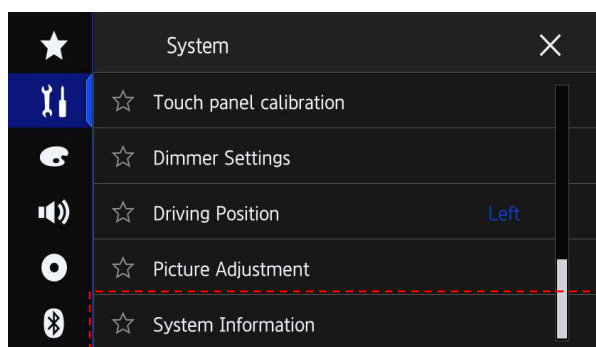 System
Touch panel calibration
Dimmer Settings
Driving Position Left
Picture Adjustment
System Information